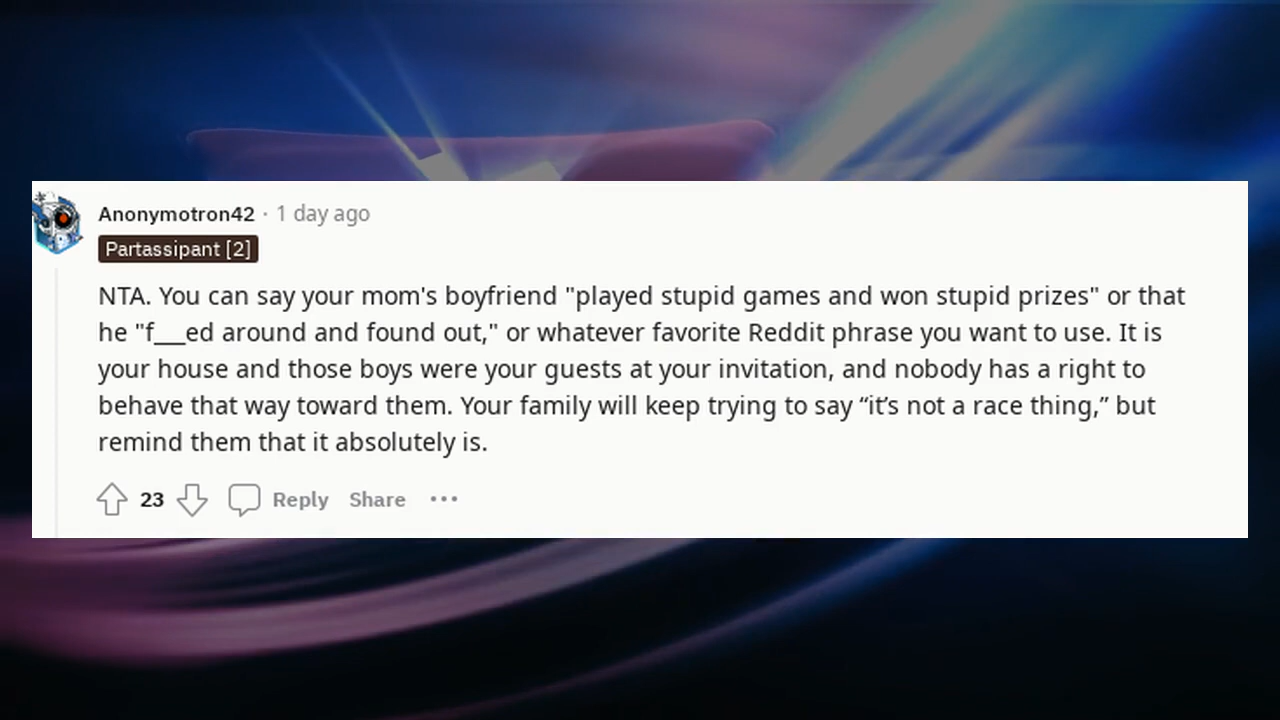 Anonymotron42 · 1 day ago
Partassipant [2]
NTA. You can say your mom's boyfriend "played stupid games and won stupid prizes" or that
he "f___ed around and found out," or whatever favorite Reddit phrase you want to use. It is
your house and those boys were your guests at your invitation, and nobody has a right to
behave that way toward them. Your family will keep trying to say “it’s not a race thing,” but
remind them that it absolutely is.
23 Reply Share ···